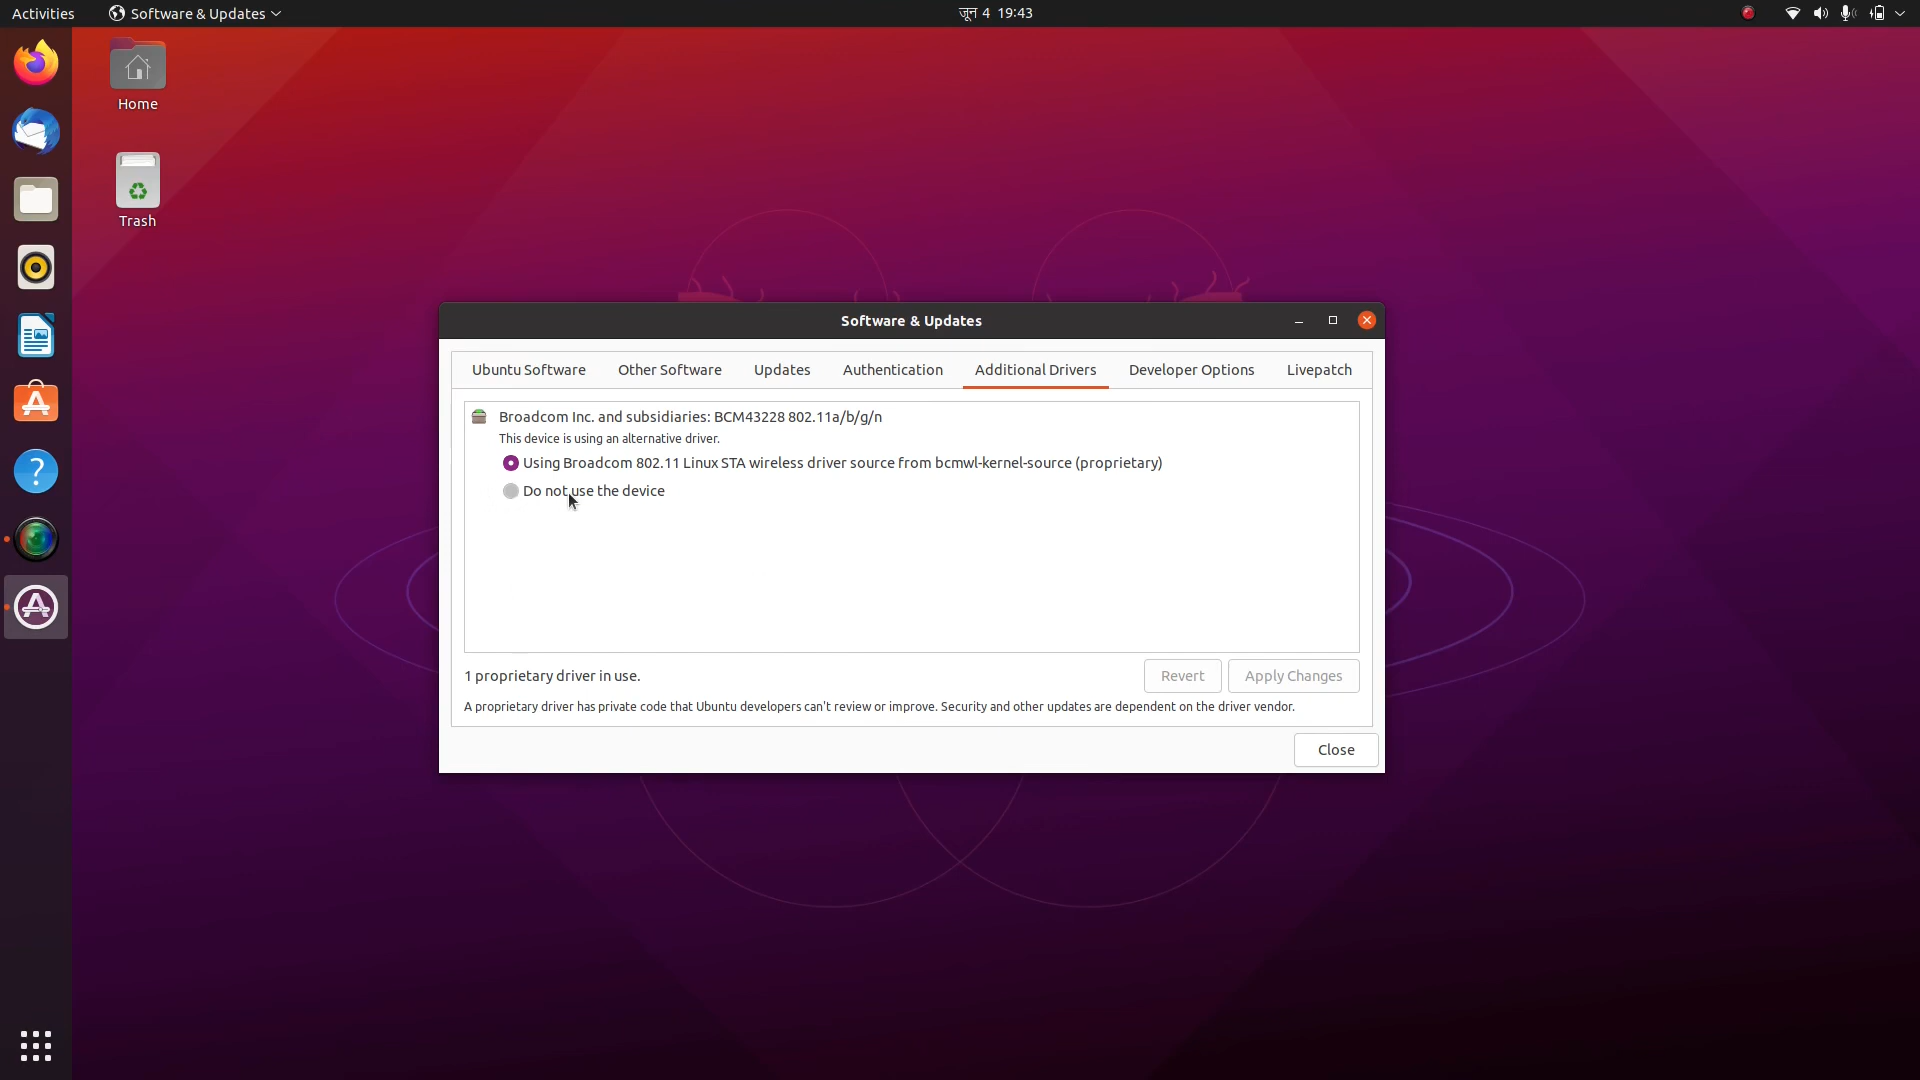 Activities
Software & Updates
जून 4 19:43
Home
Trash
Software & Updates
Ubuntu Software
Other Software
Updates
Authentication
Additional Drivers
Developer Options
Livepatch
Broadcom Inc. and subsidiaries: BCM43228 802.11a/b/g/n
This device is using an alternative driver.
Using Broadcom 802.11 Linux STA wireless driver source from bcmwl-kernel-source (proprietary)
Do not use the device
1 proprietary driver in use.
Revert
Apply Changes
A proprietary driver has private code that Ubuntu developers can't review or improve. Security and other updates are dependent on the driver vendor.
Close